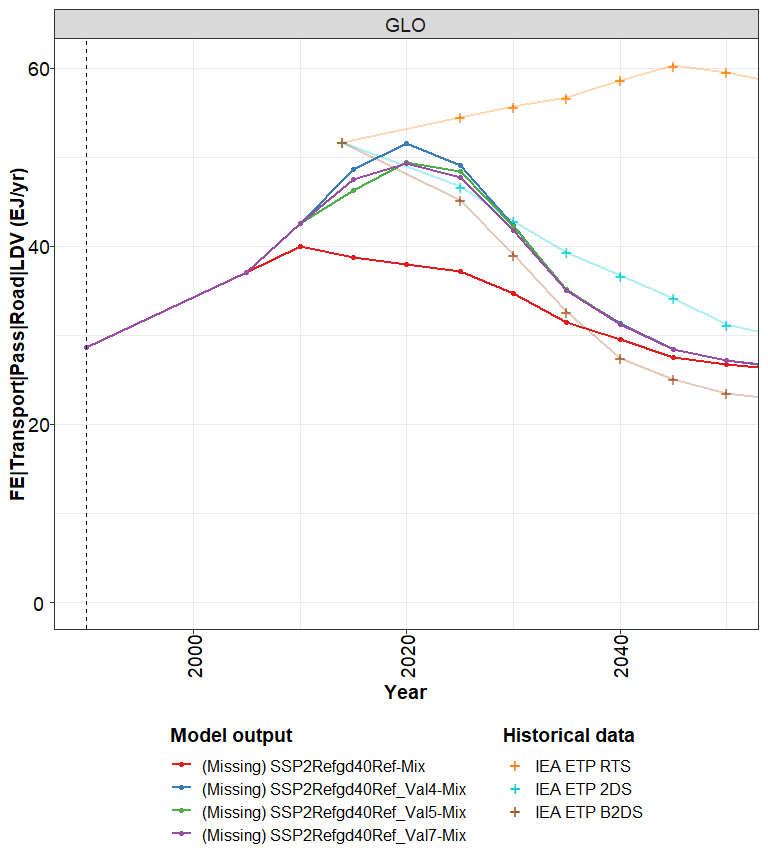 GLO
FE|Transport|Pass|Road|LDV (EJ/yr)
60
40
20
0
2000
2020
2040
Year
Model output
(Missing) SSP2Refgd40Ref-Mix
(Missing) SSP2Refgd40Ref_Val4-Mix
(Missing) SSP2Refgd40Ref_Val5-Mix
(Missing) SSP2Refgd40Ref_Val7-Mix
Historical data
IEA ETP RTS
IEA ETP 2DS
IEA ETP B2DS